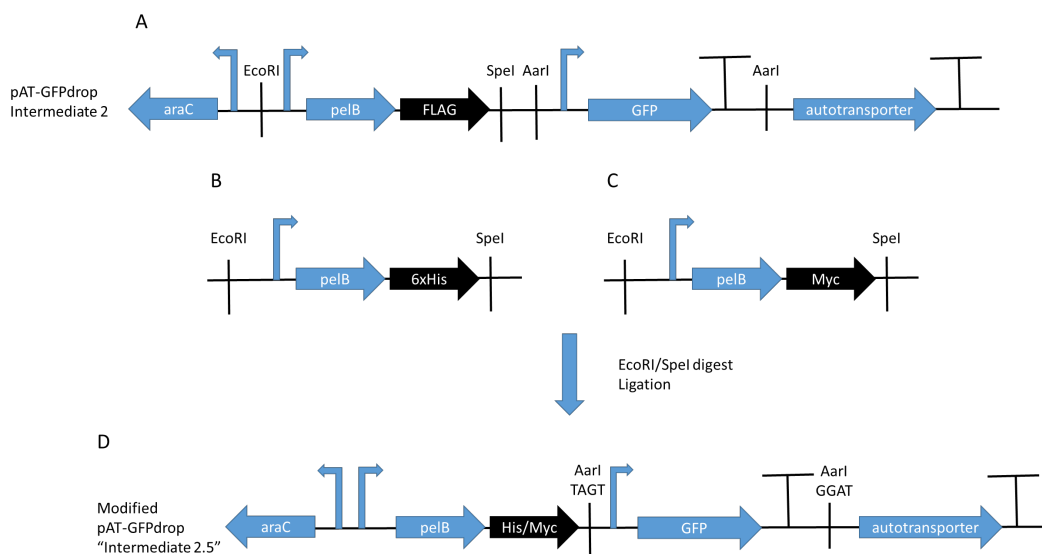 A
pAT-GFPdrop
Intermediate 2
araC
EcoRI
pelB
FLAG
SpeI
AarI
GFP
AarI
autotransporter
B
EcoRI
pelB
6xHis
SpeI
C
EcoRI
pelB
Myc
SpeI
EcoRI/SpeI digest
Ligation
D
Modified
pAT-GFPdrop
“Intermediate 2.5”
araC
pelB
His/Myc
AarI
TAGT
GFP
AarI
GGAT
autotransporter